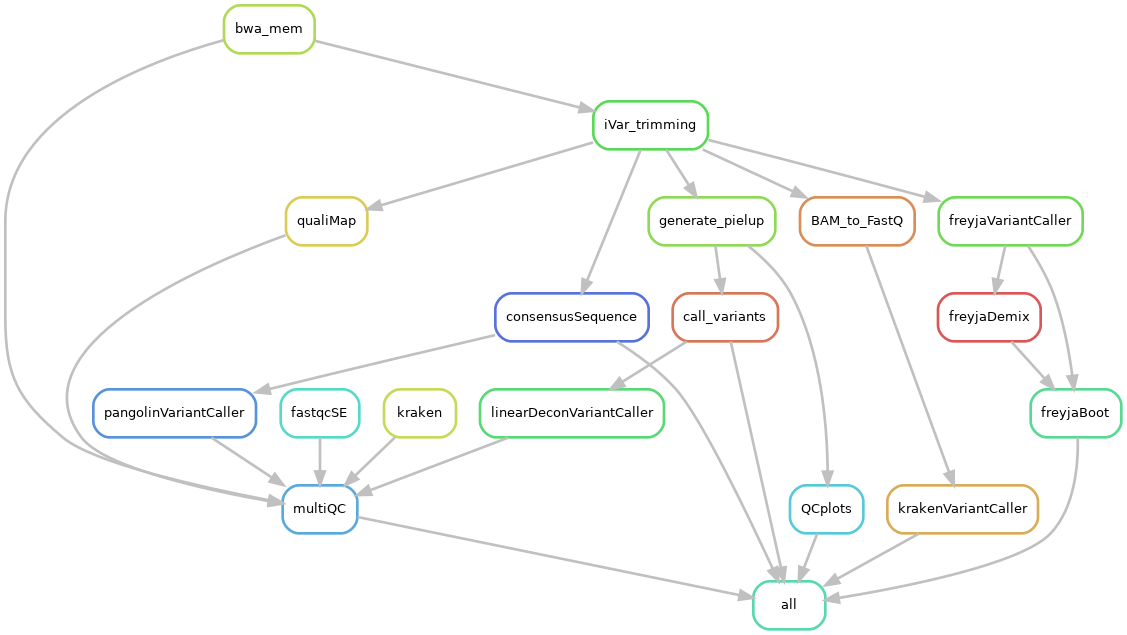 bwa_mem
iVar_trimming
qualiMap
generate_pielup
BAM_to_FastQ
freyjaVariantCaller
consensusSequence
call_variants
freyjaDemix
pangolinVariantCaller
fastqcSE
kraken
linearDeconVariantCaller
freyjaBoot
multiQC
QCplots
krakenVariantCaller
all